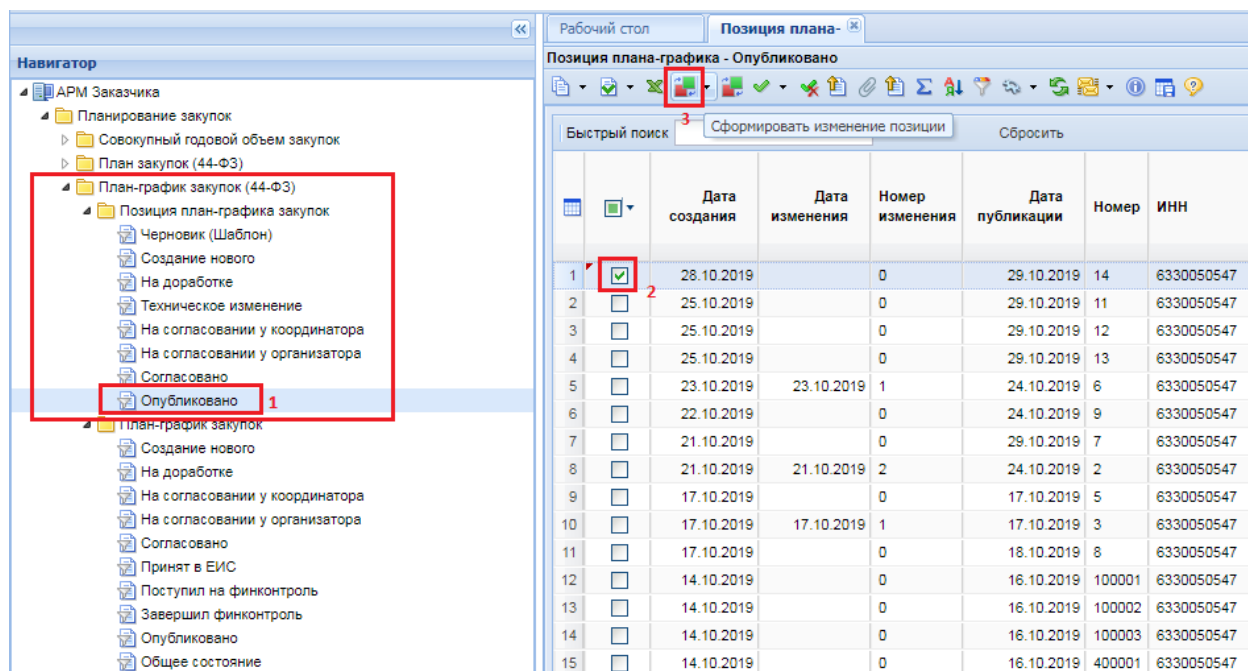 Навигатор
АРМ Заказчика
Планирование закупок
Совокупный годовой объем закупок
План закупок (44-ФЗ)
План-график закупок (44-ФЗ)
Позиция план-графика закупок
Черновик (Шаблон)
Создание нового
На доработке
Техническое изменение
На согласовании у координатора
На согласовании у организатора
Согласовано
Опубликовано 1
План-график закупок
Создание нового
На доработке
На согласовании у координатора
На согласовании у организатора
Согласовано
Принят в ЕИС
Поступил на финконтроль
Завершил финконтроль
Опубликовано
Общее состояние
Рабочий стол Позиция плана-
Позиция плана-графика - Опубликовано
Быстрый поиск 3 Сформировать изменение позиции Сбросить
Дата создания Дата изменения Номер изменения Дата публикации Номер ИНН
1 2 28.10.2019 0 29.10.2019 14 6330050547
2 25.10.2019 0 29.10.2019 11 6330050547
3 25.10.2019 0 29.10.2019 12 6330050547
4 25.10.2019 0 29.10.2019 13 6330050547
5 23.10.2019 23.10.2019 1 24.10.2019 6 6330050547
6 22.10.2019 0 24.10.2019 9 6330050547
7 21.10.2019 0 29.10.2019 7 6330050547
8 21.10.2019 21.10.2019 2 24.10.2019 2 6330050547
9 17.10.2019 0 17.10.2019 5 6330050547
10 17.10.2019 17.10.2019 1 17.10.2019 3 6330050547
11 17.10.2019 0 18.10.2019 8 6330050547
12 14.10.2019 0 16.10.2019 100001 6330050547
13 14.10.2019 0 16.10.2019 100002 6330050547
14 14.10.2019 0 16.10.2019 100003 6330050547
15 14.10.2019 0 16.10.2019 400001 6330050547